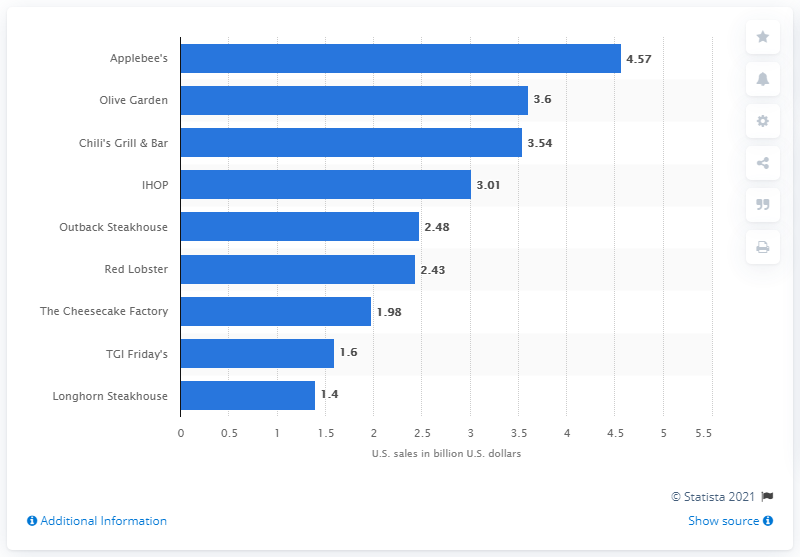 Applebee's 4.57
Olive Garden 3.6
Chili's Grill & Bar 3.54
IHOP 3.01
Outback Steakhouse 2.48
Red Lobster 2.43
The Cheesecake Factory 1.98
TGI Friday's 1.6
Longhorn Steakhouse 1.4
0 0.5 1 1.5 2 2.5 3 3.5 4 4.5 5 5.5
U.S. sales in billion U.S. dollars
© Statista 2021
Additional Information Show source